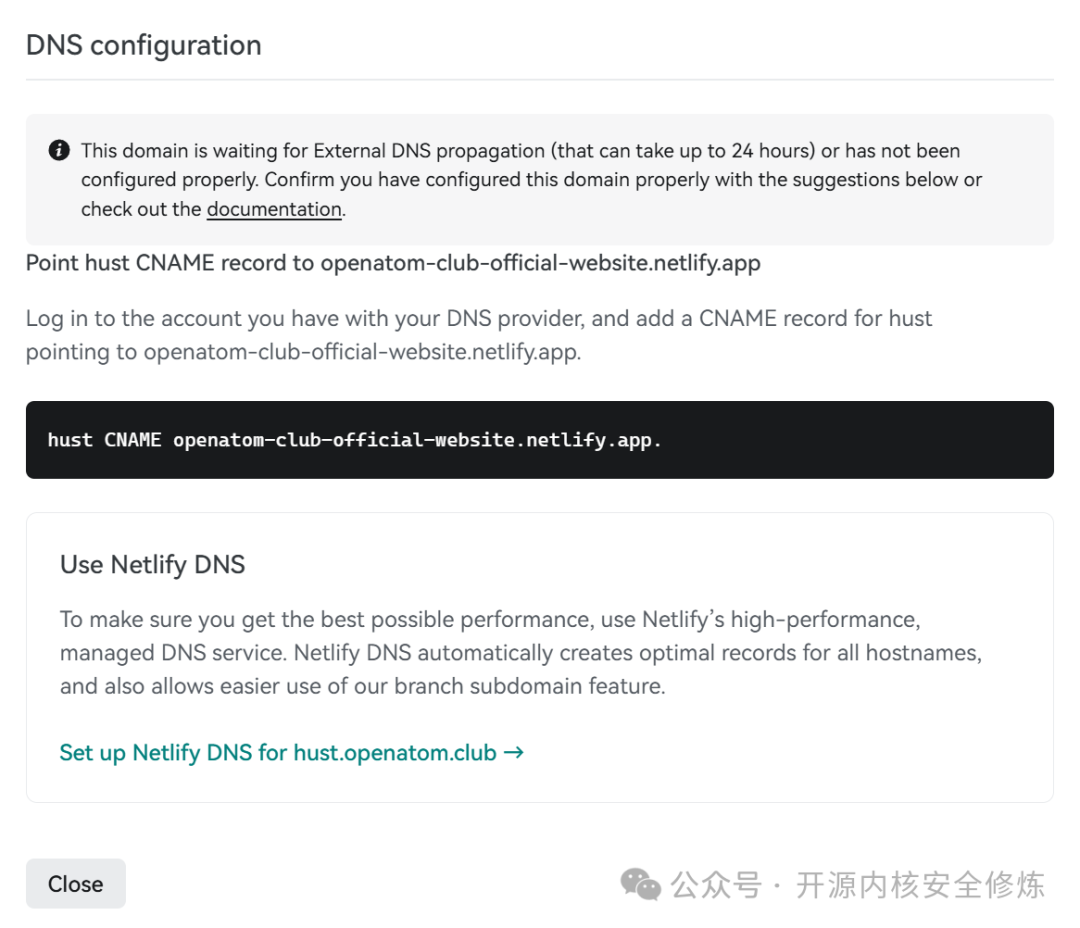 DNS configuration
This domain is waiting for External DNS propagation (that can take up to 24 hours) or has not been
configured properly. Confirm you have configured this domain properly with the suggestions below or
check out the documentation.
Point hust CNAME record to openatom-club-official-website.netlify.app
Log in to the account you have with your DNS provider, and add a CNAME record for hust
pointing to openatom-club-official-website.netlify.app.
hust CNAME openatom-club-official-website.netlify.app.
Use Netlify DNS
To make sure you get the best possible performance, use Netlify’s high-performance,
managed DNS service. Netlify DNS automatically creates optimal records for all hostnames,
and also allows easier use of our branch subdomain feature.
Set up Netlify DNS for hust.openatom.club →
Close
公众号 · 开源内核安全修炼